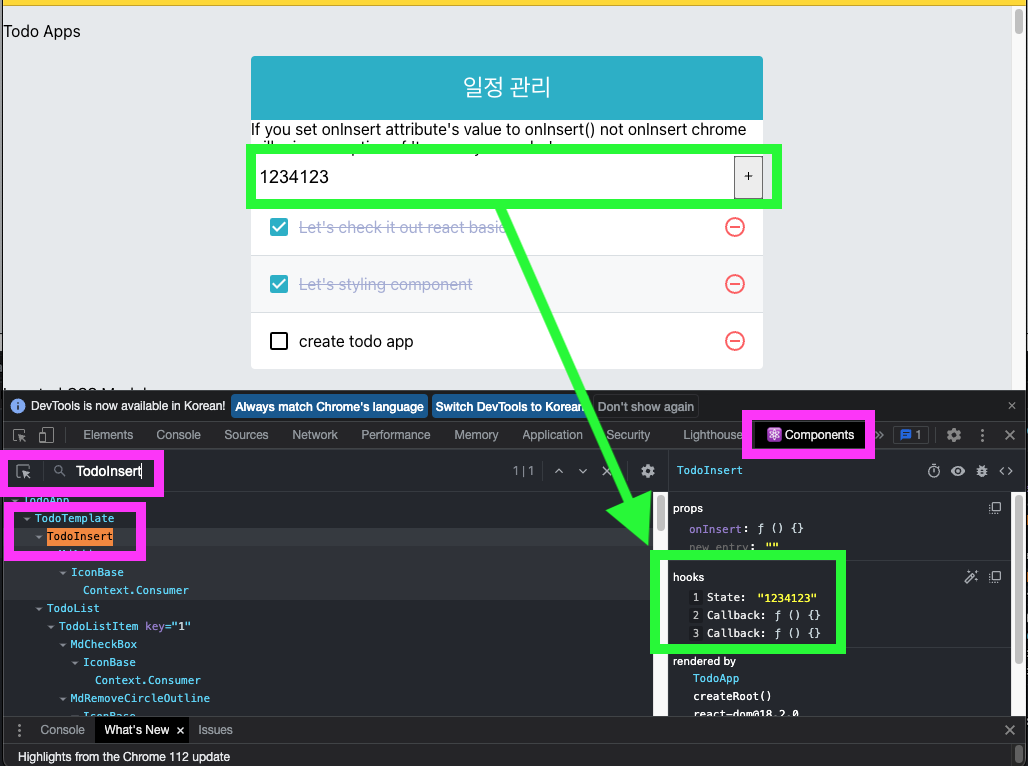 Todo Apps
일정 관리
If you set onInsert attribute's value to onInsert() not onInsert chrome
1234123
+
Let's check it out react basic
Let's styling component
create todo app
DevTools is now available in Korean!
Always match Chrome's language
Switch DevTools to Korean
Don't show again
Elements
Console
Sources
Network
Performance
Memory
Application
Security
Lighthouse
Components
1
TodoInsert
1|1
TodoInsert
TodoApp
TodoTemplate
TodoInsert
IconBase
Context.Consumer
TodoList
TodoListItem key="1"
MdCheckBox
IconBase
Context.Consumer
MdRemoveCircleOutline
IconBase
props
onInsert: ƒ () {}
new entry: ""
hooks
1 State: "1234123"
2 Callback: ƒ () {}
3 Callback: ƒ () {}
rendered by
TodoApp
createRoot()
react-dom@18.2.0
Console
What's New
Issues
Highlights from the Chrome 112 update